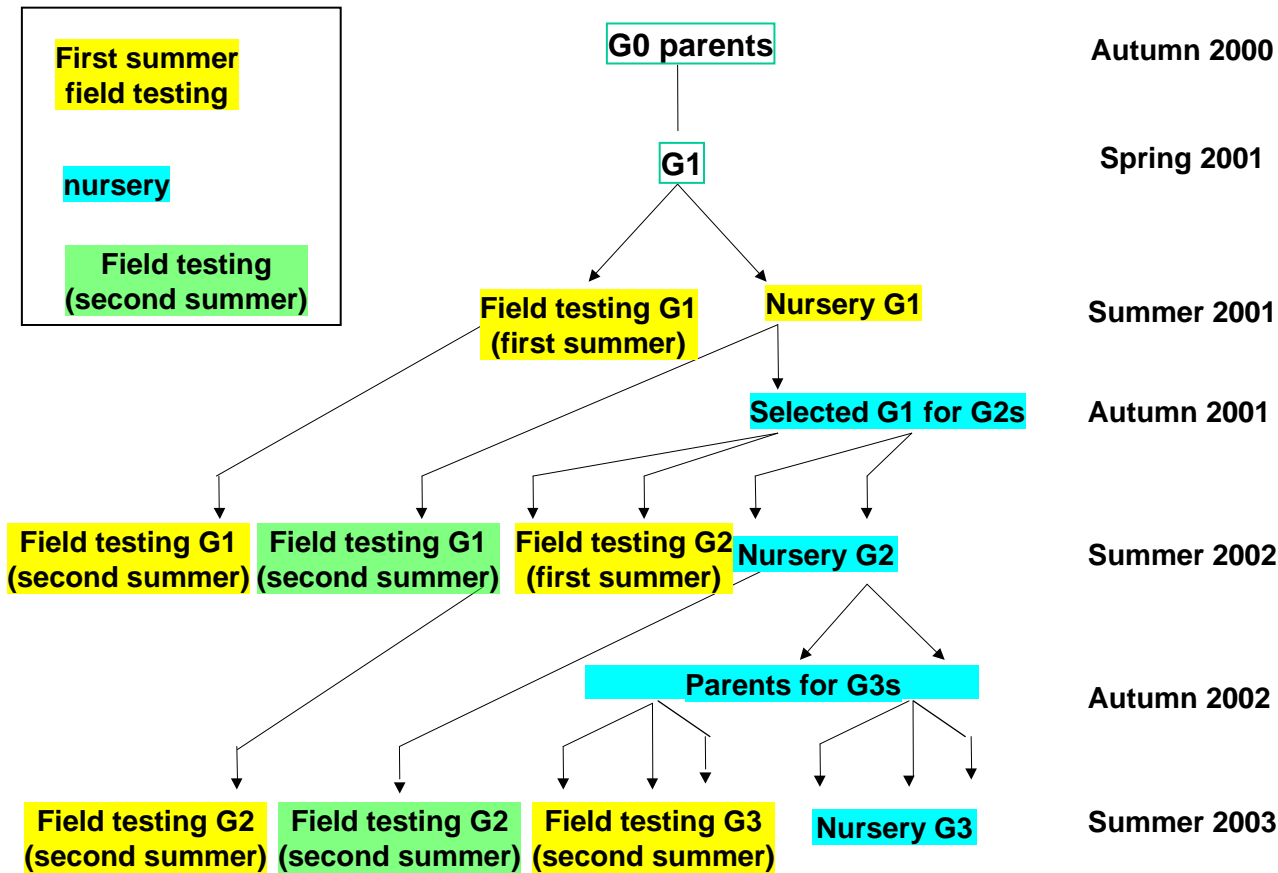 First summer
field testing
nursery
Field testing
(second summer)
G0 parents
Autumn 2000
G1
Spring 2001
Field testing G1
(first summer)
Nursery G1
Summer 2001
Selected G1 for G2s
Autumn 2001
Field testing G1
(second summer)
Field testing G1
(second summer)
Field testing G2
(first summer)
Nursery G2
Summer 2002
Parents for G3s
Autumn 2002
Field testing G2
(second summer)
Field testing G2
(second summer)
Field testing G3
(second summer)
Nursery G3
Summer 2003